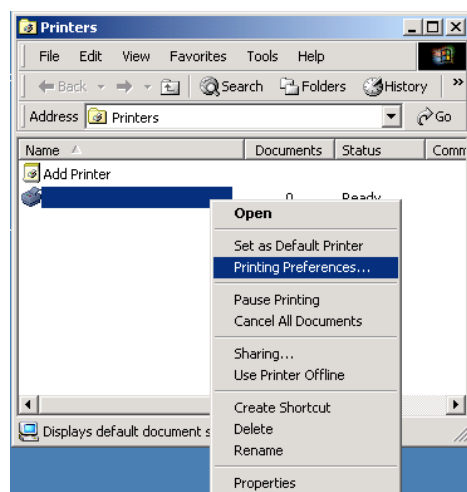 Printers
File Edit View Favorites Tools Help
Back Search Folders History »
Address Printers Go
Name Documents Status Comm
Add Printer
0 Ready
Open
Set as Default Printer
Printing Preferences...
Pause Printing
Cancel All Documents
Sharing...
Use Printer Offline
Create Shortcut
Displays default document s
Delete
Rename
Properties